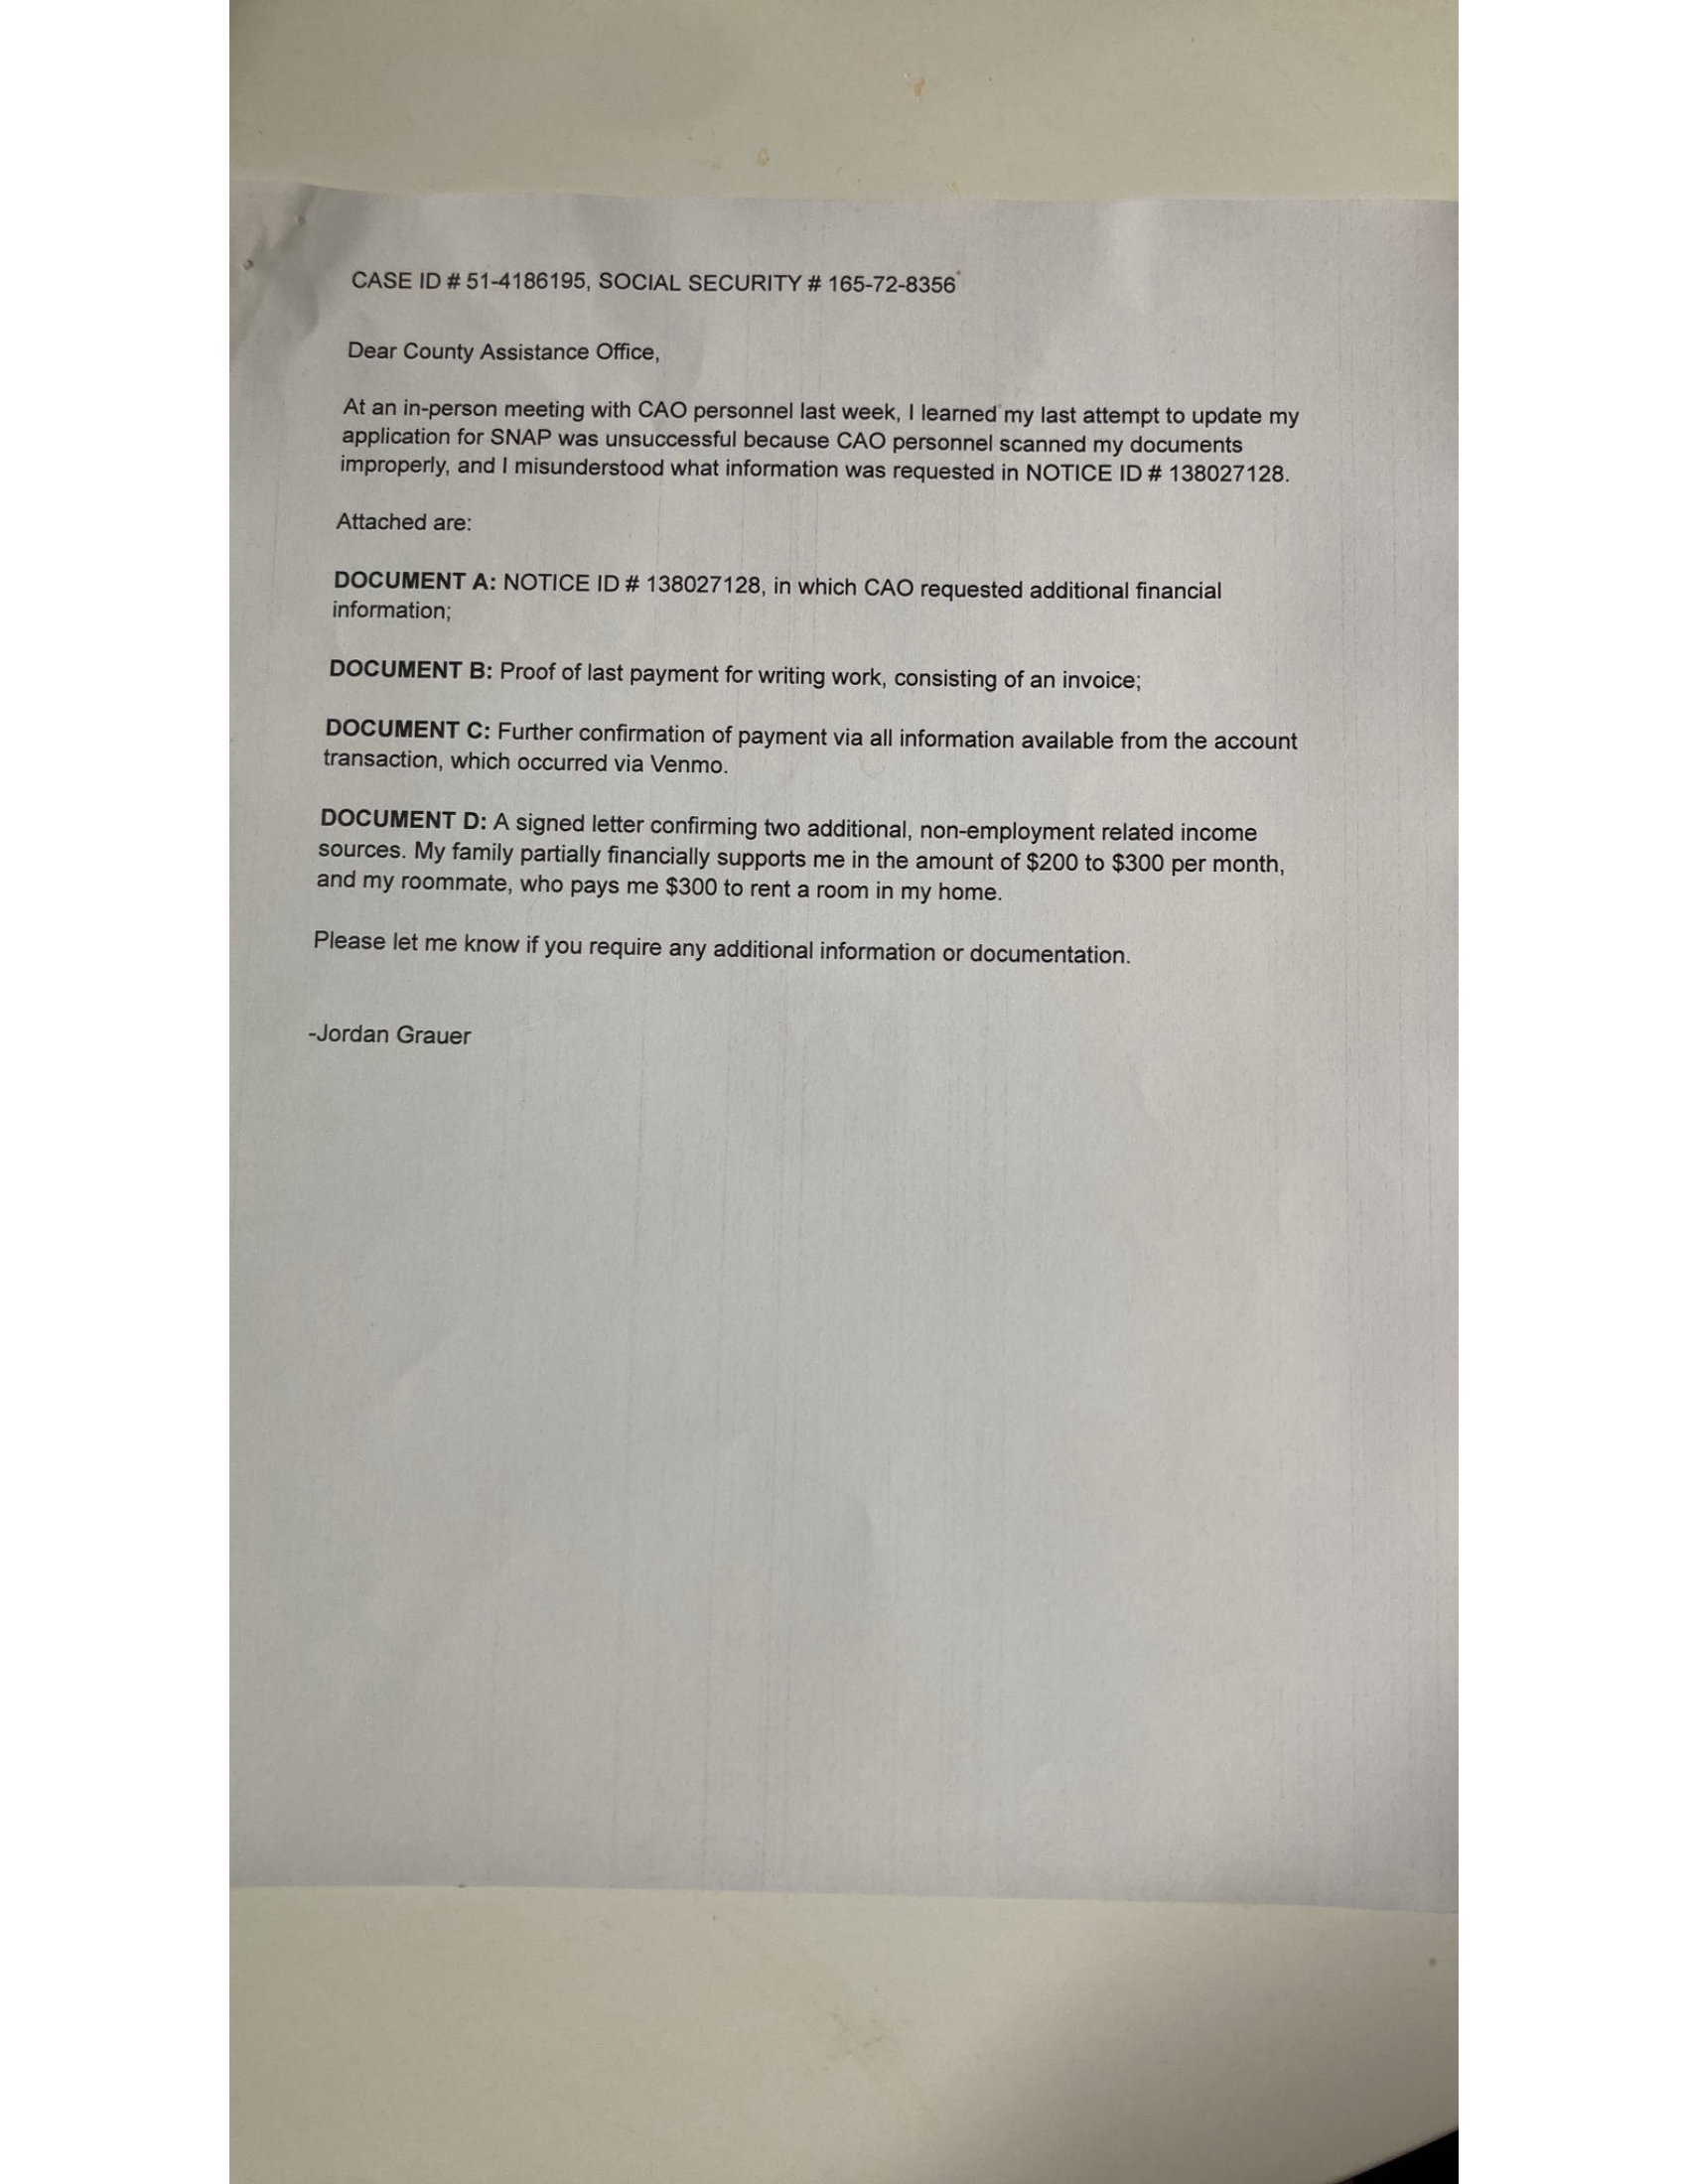 CASE ID # 51-4186195, SOCIAL SECURITY # 165-72-8356
Dear County Assistance Office,
At an in-person meeting with CAO personnel last week, I learned my last attempt to update my
application for SNAP was unsuccessful because CAO personnel scanned my documents
improperly, and I misunderstood what information was requested in NOTICE ID # 138027128.
Attached are:
DOCUMENT A: NOTICE ID # 138027128, in which CAO requested additional financial
information;
DOCUMENT B: Proof of last payment for writing work, consisting of an invoice;
DOCUMENT C: Further confirmation of payment via all information available from the account
transaction, which occurred via Venmo.
DOCUMENT D: A signed letter confirming two additional, non-employment related income
sources. My family partially financially supports me in the amount of $200 to $300 per month,
and my roommate, who pays me $300 to rent a room in my home.
Please let me know if you require any additional information or documentation.
-Jordan Grauer